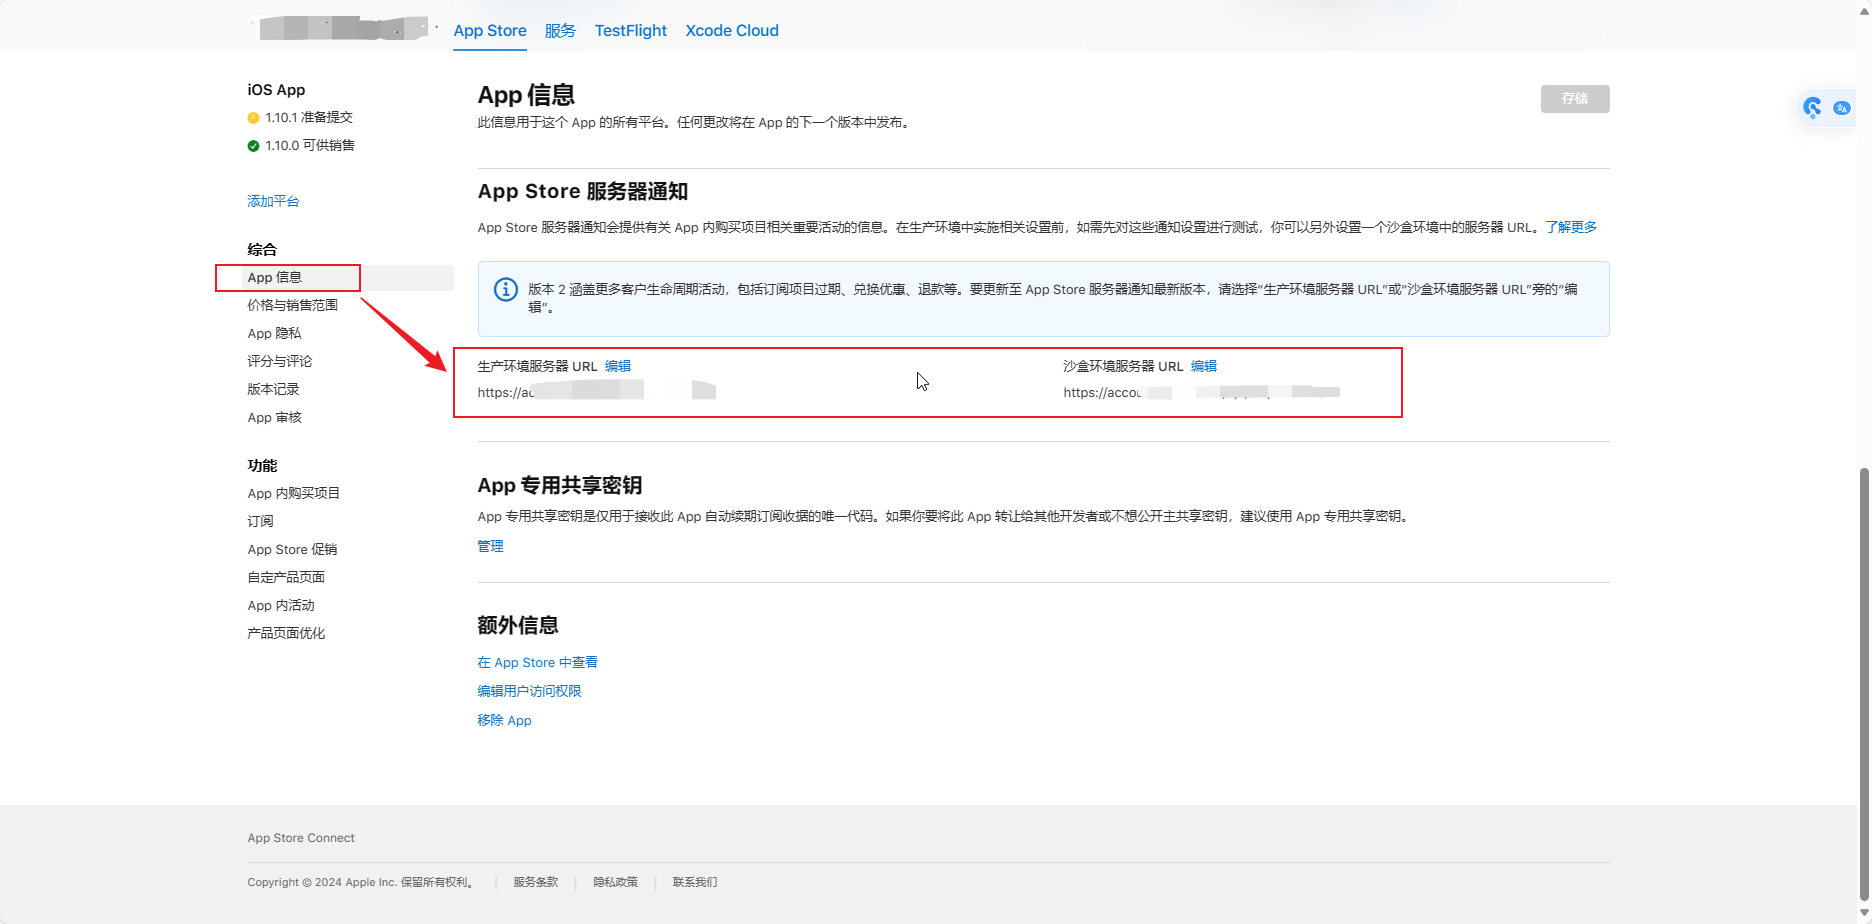 App Store 服务 TestFlight Xcode Cloud
iOS App
1.10.1 准备提交
1.10.0 可供销售
添加平台
综合
App 信息
价格与销售范围
App 隐私
评分与评论
版本记录
App 审核
功能
App 内购买项目
订阅
App Store 促销
自定产品页面
App 内活动
产品页面优化
App 信息
存储
此信息用于这个 App 的所有平台。任何更改将在 App 的下一个版本中发布。
App Store 服务器通知
App Store 服务器通知会提供有关 App 内购买项目相关重要活动的信息。在生产环境中实施相关设置前，如需先对这些通知设置进行测试，你可以另外设置一个沙盒环境中的服务器 URL。了解更多
版本 2 涵盖更多客户生命周期活动，包括订阅项目过期、兑换优惠、退款等。要更新至 App Store 服务器通知最新版本，请选择“生产环境服务器 URL”或“沙盒环境服务器 URL”旁的“编
辑”。
生产环境服务器 URL 编辑
https://ac
沙盒环境服务器 URL 编辑
https://accou
App 专用共享密钥
App 专用共享密钥是仅用于接收此 App 自动续期订阅收据的唯一代码。如果你要将此 App 转让给其他开发者或不想公开主共享密钥，建议使用 App 专用共享密钥。
管理
额外信息
在 App Store 中查看
编辑用户访问权限
移除 App
App Store Connect
Copyright © 2024 Apple Inc. 保留所有权利。 服务条款 隐私政策 联系我们